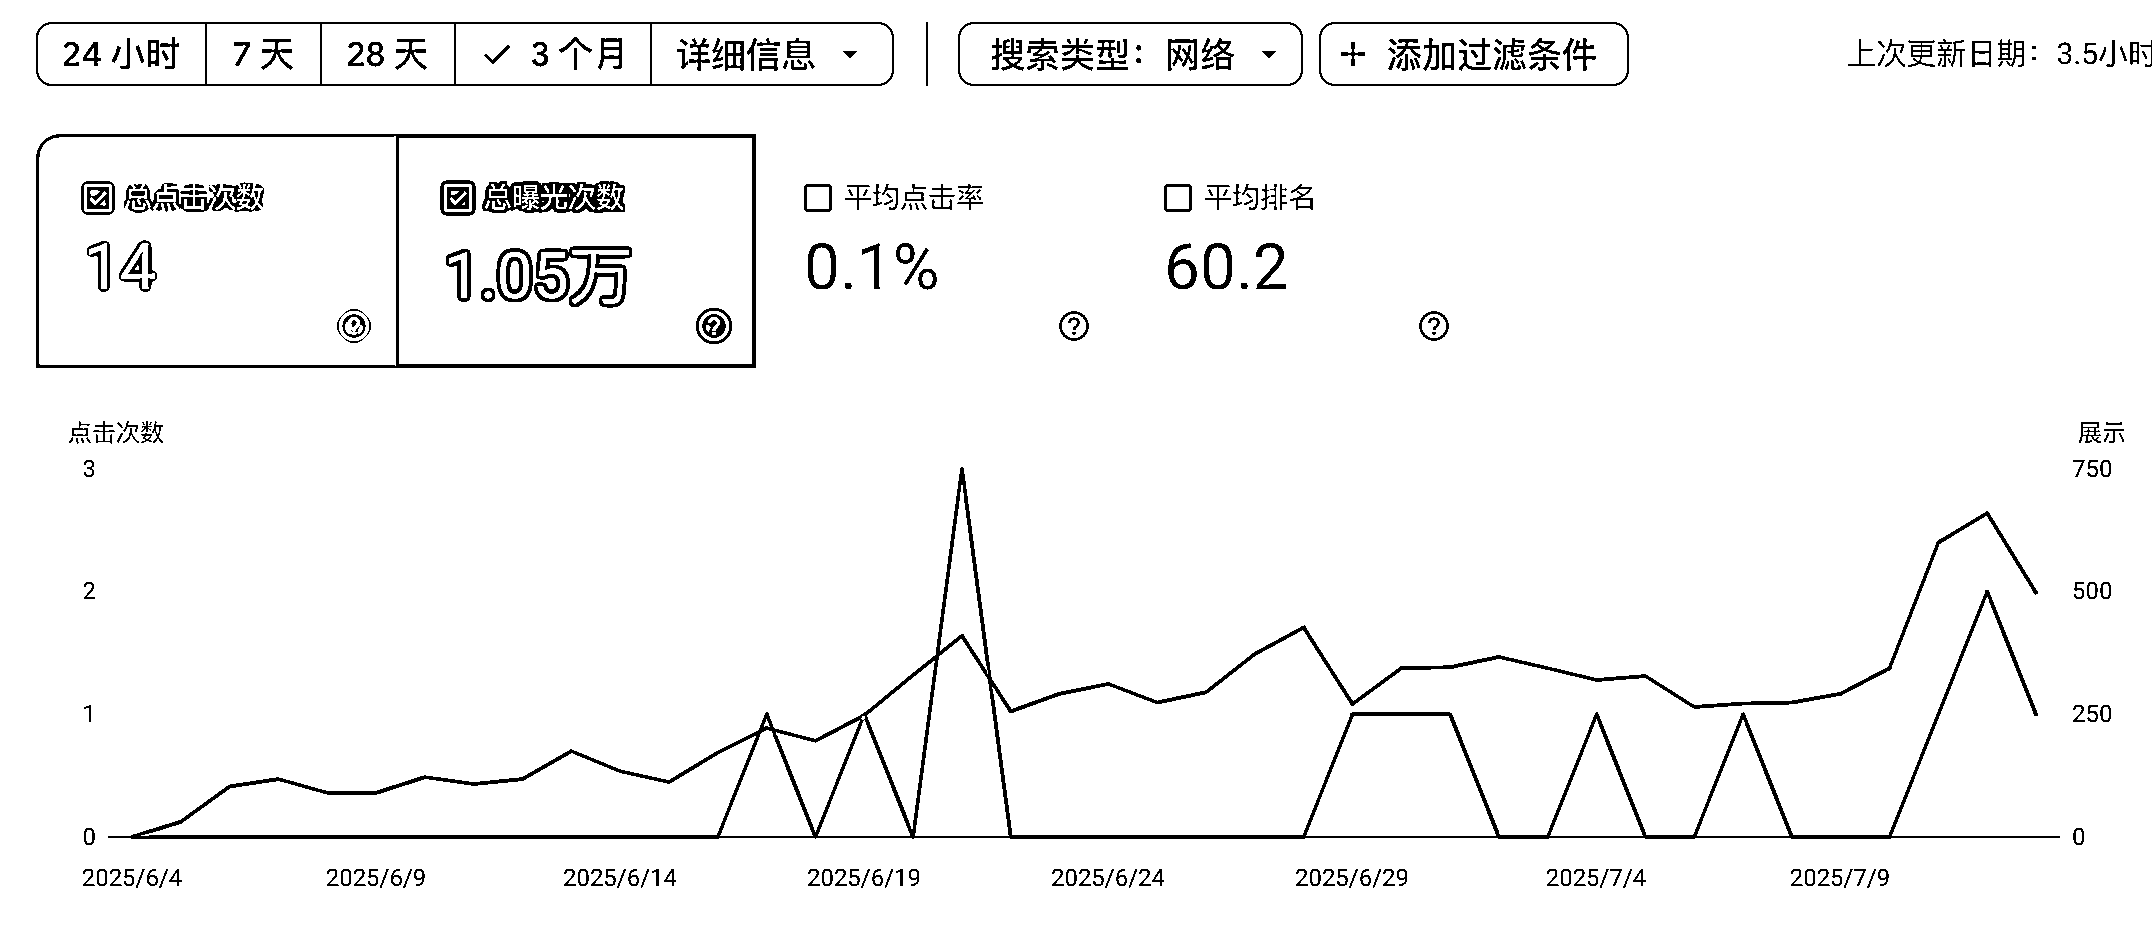 24 小时 7 天 28 天 3 个月 详细信息 搜索类型：网络 添加过滤条件 上次更新日期：3.5小时
总点击次数 总曝光次数 平均点击率 平均排名
14 1.05万 0.1% 60.2
点击次数 展示
3 750
2 500
1 250
0 0
2025/6/4 2025/6/9 2025/6/14 2025/6/19 2025/6/24 2025/6/29 2025/7/4 2025/7/9